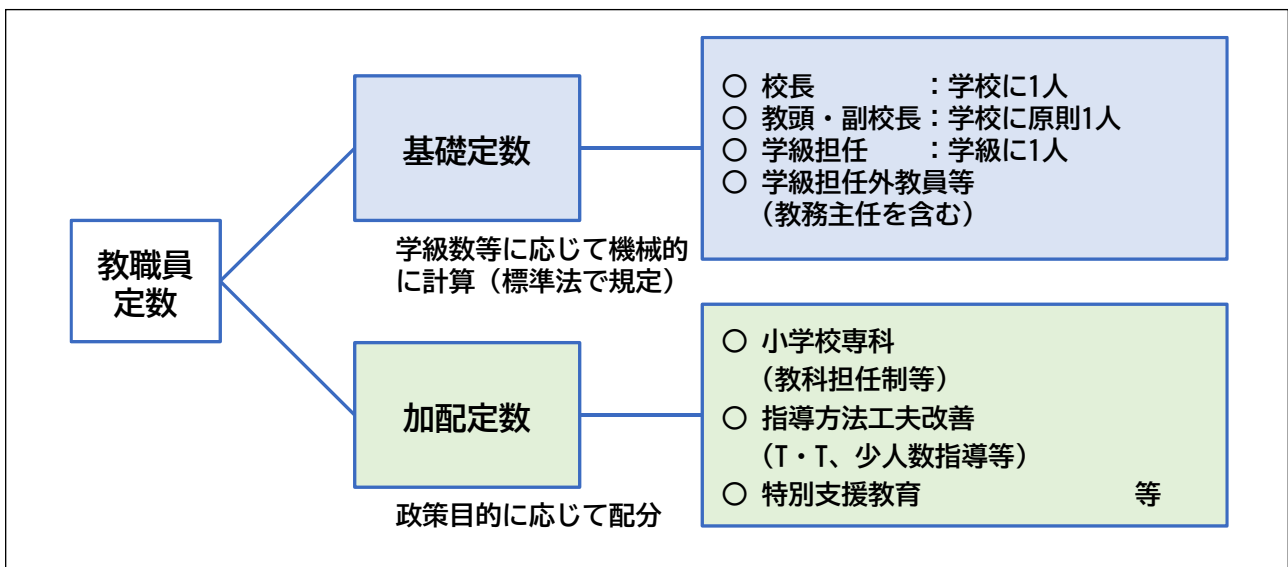 教職員
定数
基礎定数
学級数等に応じて機械的
に計算（標準法で規定）
○ 校長　　　　：学校に1人
○ 教頭・副校長：学校に原則1人
○ 学級担任　　：学級に1人
○ 学級担任外教員等
（教務主任を含む）
加配定数
政策目的に応じて配分
○ 小学校専科
（教科担任制等）
○ 指導方法工夫改善
（T・T、少人数指導等）
○ 特別支援教育　　　　　　　　等